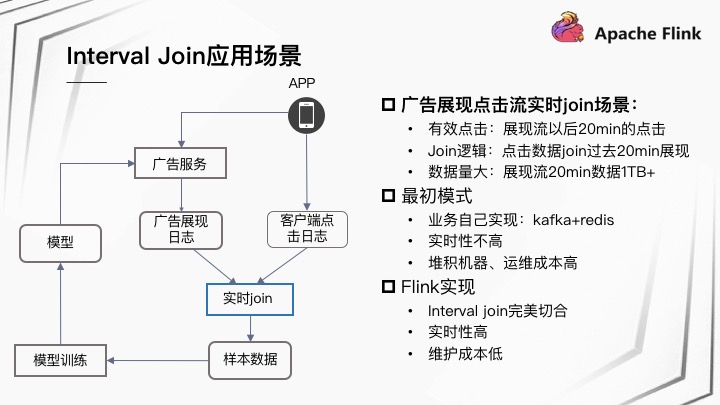 Apache Flink
Interval Join应用场景
APP
广告服务
广告展现
日志
客户端点
击日志
模型
实时join
模型训练
样本数据
广告展现点击流实时join场景：
• 有效点击：展现流以后20min的点击
• Join逻辑：点击数据join过去20min展现
• 数据量大：展现流20min数据1TB+
最初模式
• 业务自己实现：kafka+redis
• 实时性不高
• 堆积机器、运维成本高
Flink实现
• Interval join完美切合
• 实时性高
• 维护成本低